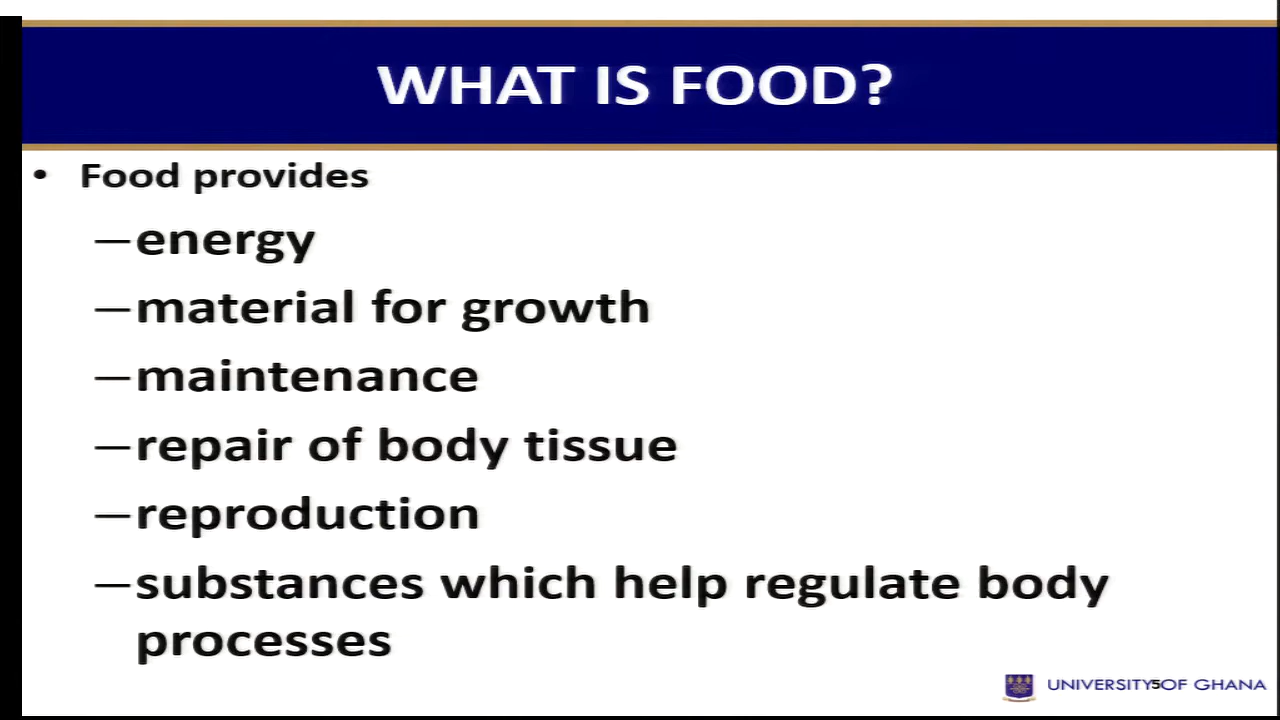 WHAT IS FOOD?
• Food provides
–energy
–material for growth
–maintenance
–repair of body tissue
–reproduction
–substances which help regulate body
processes
UNIVERSITY OF GHANA
5